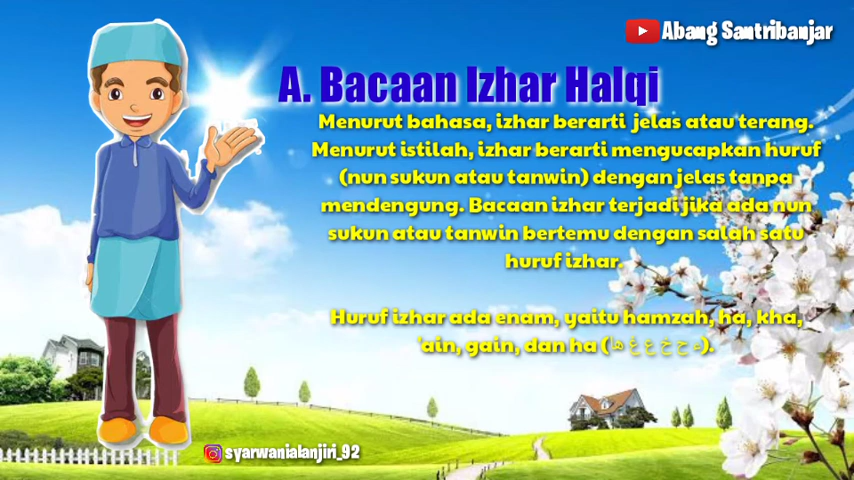 Abang Santribanjar
A. Bacaan Izhar Halqi
Menurut bahasa, izhar berarti jelas atau terang.
Menurut istilah, izhar berarti mengucapkan huruf
(nun sukun atau tanwin) dengan jelas tanpa
mendengung. Bacaan izhar terjadi jika ada nun
sukun atau tanwin bertemu dengan salah satu
huruf izhar.
Huruf izhar ada enam, yaitu hamzah, ha, kha,
'ain, gain, dan ha (ء ح خ ع غ ها).
syarwanialanjiri_92